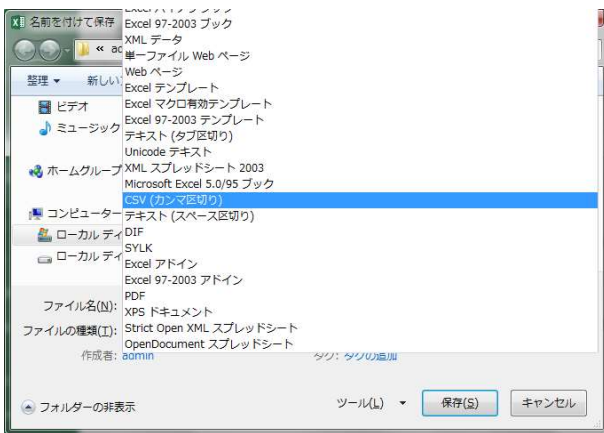 名前を付けて保存
Excel 97-2003 ブック
XML データ
単一ファイル Web ページ
« ad
Web ページ
整理
新しい
Excel テンプレート
Excel マクロ有効テンプレート
ビデオ
Excel 97-2003 テンプレート
ミュージック
テキスト (タブ区切り)
Unicode テキスト
ホームグループ
XML スプレッドシート 2003
Microsoft Excel 5.0/95 ブック
CSV (カンマ区切り)
コンピューター
テキスト (スペース区切り)
ローカル ディ
DIF
SYLK
ローカル ディ
Excel アドイン
Excel 97-2003 アドイン
PDF
ファイル名(N):
XPS ドキュメント
ファイルの種類(T):
Strict Open XML スプレッドシート
OpenDocument スプレッドシート
作成者: admin
タグ: タグの追加
フォルダーの非表示
ツール(L)
保存(S)
キャンセル